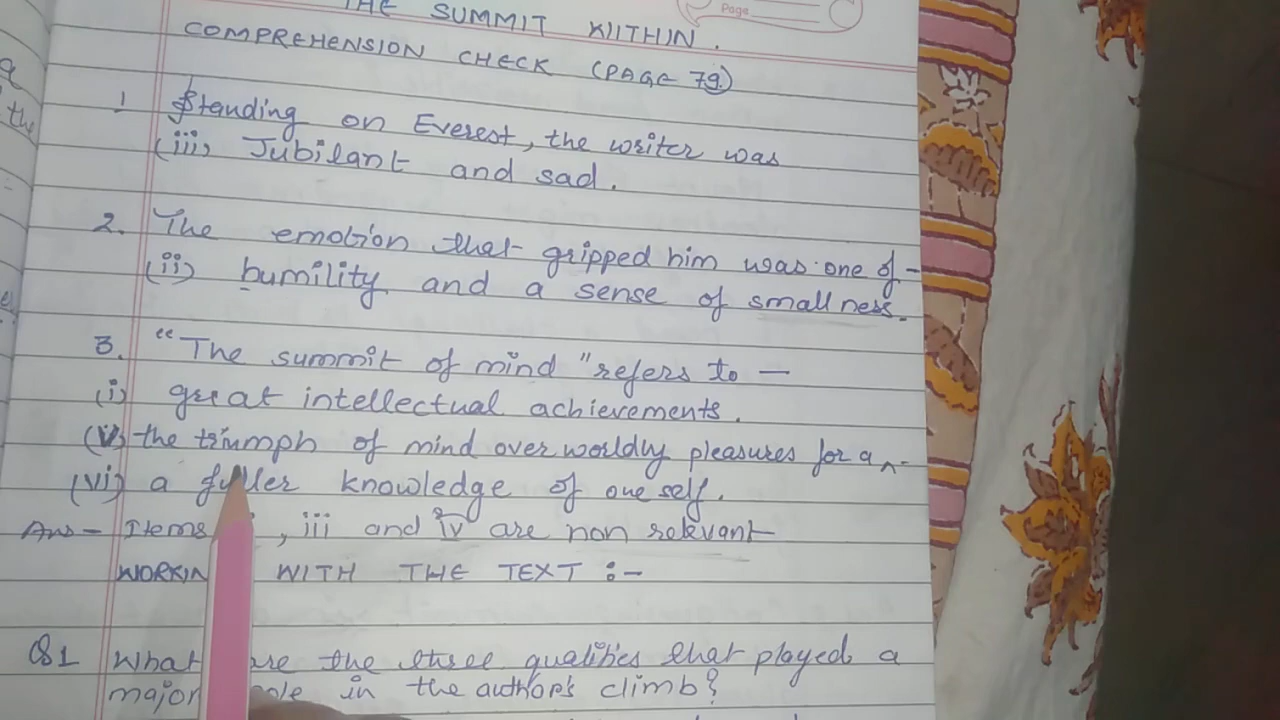 THE SUMMIT WITHIN.
Page
COMPREHENSION CHECK (PAGE 79)
1 Standing on Everest, the writer was
(iii) Jubilant and sad.
2. The emotion that gripped him was one of -
(ii) humility and a sense of smallness.
3. "The summit of mind" refers to —
(i) great intellectual achievements.
(v) the triumph of mind over worldly pleasures for a
(vi) a fuller knowledge of oneself.
Ans - Items , iii and iv are non relevant
WORKIN WITH THE TEXT :-
Q1 What are the three qualities that played a
major role in the author's climb?
the